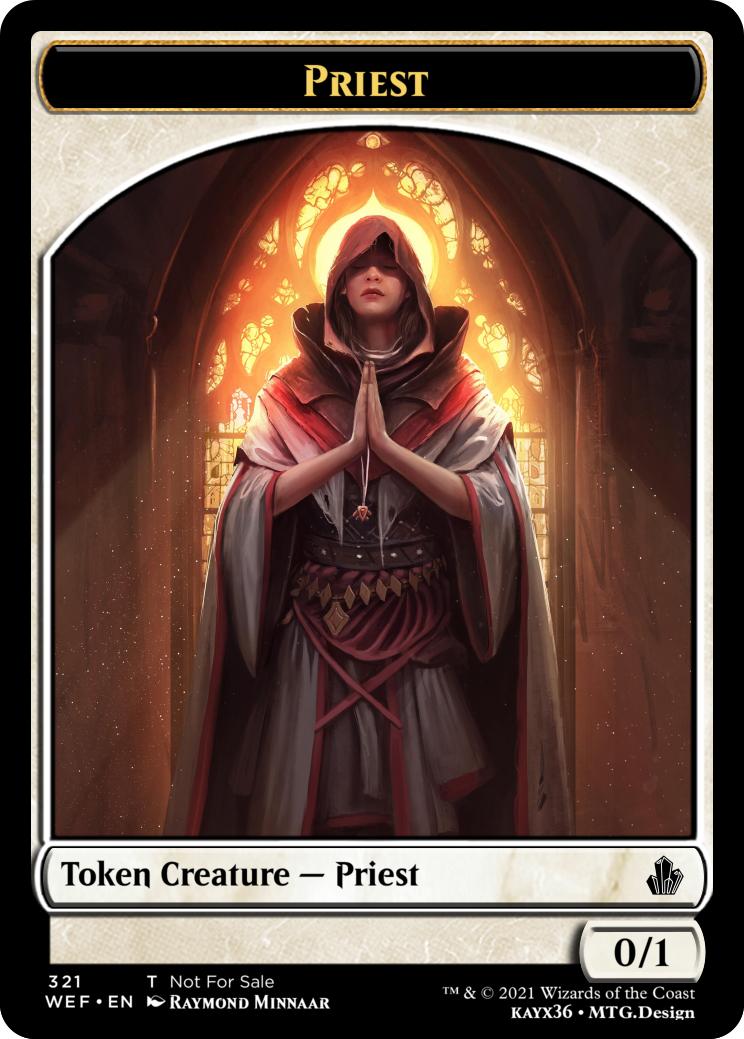 Priest
Token Creature — Priest
0/1
321 T Not For Sale
WEF • EN Raymond Minnaar
™ & © 2021 Wizards of the Coast
kayx36 • MTG.Design